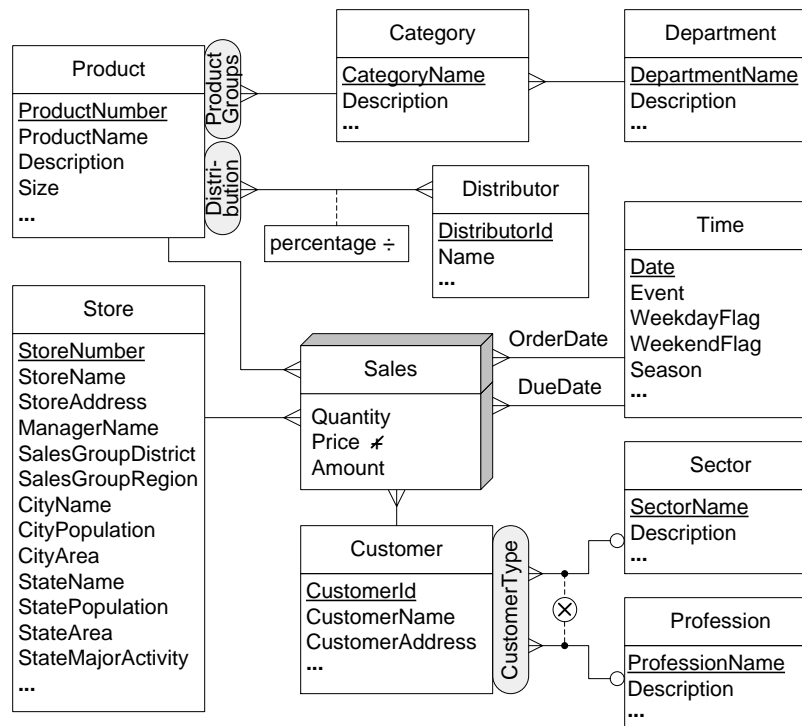 Product
ProductNumber
ProductName
Description
Size
...
Product
Groups
Distri-
bution
Category
CategoryName
Description
...
Department
DepartmentName
Description
...
percentage ÷
Distributor
DistributorId
Name
...
Time
Date
Event
WeekdayFlag
WeekendFlag
Season
...
Store
StoreNumber
StoreName
StoreAddress
ManagerName
SalesGroupDistrict
SalesGroupRegion
CityName
CityPopulation
CityArea
StateName
StatePopulation
StateArea
StateMajorActivity
...
Sales
Quantity
Price +
Amount
OrderDate
DueDate
Customer
CustomerId
CustomerName
CustomerAddress
...
CustomerType
Sector
SectorName
Description
...
Profession
ProfessionName
Description
...